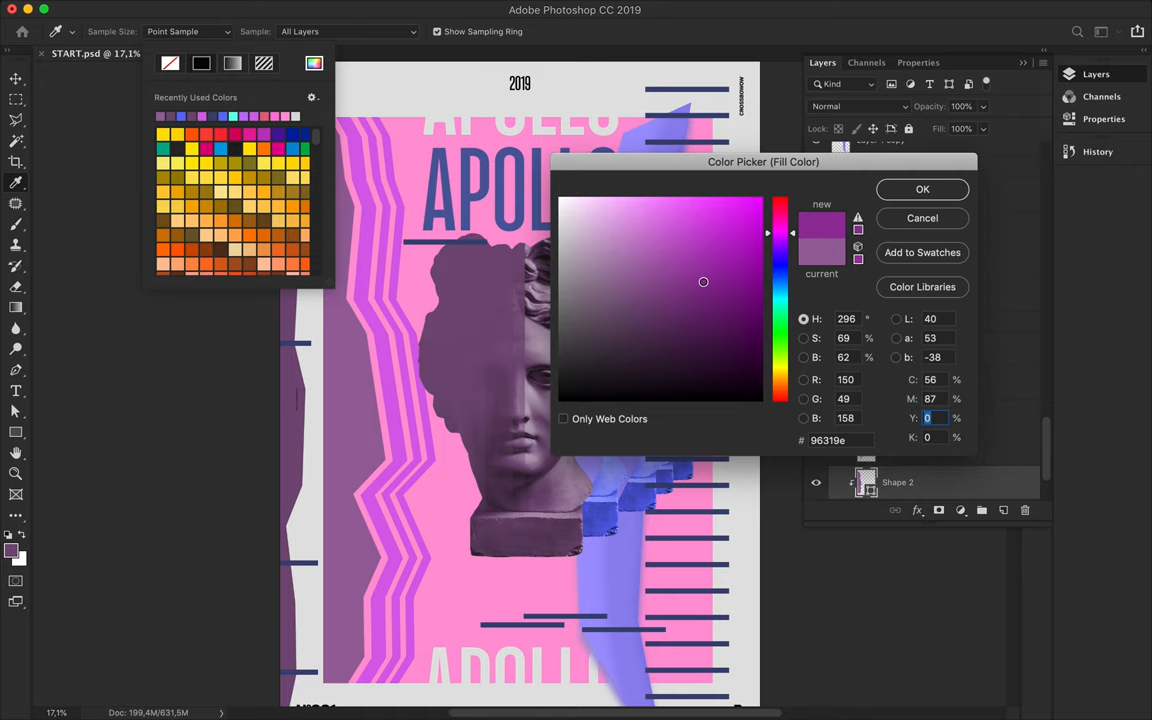 Adobe Photoshop CC 2019
Sample Size: Point Sample Sample: All Layers Show Sampling Ring
START.psd @ 17,1%
Recently Used Colors
2019
CROSSBOWOW
APOLLO
APOL
APOLLO
Color Picker (Fill Color)
new
current
OK
Cancel
Add to Swatches
Color Libraries
H: 296 °
S: 69 %
B: 62 %
R: 150
G: 49
B: 158
# 96319e
L: 40
a: 53
b: -38
C: 56 %
M: 87 %
Y: 0 %
K: 0 %
Only Web Colors
Layers Channels Properties
Kind
Normal Opacity: 100%
Lock: Fill: 100%
Shape 2
Layers
Channels
Properties
History
17,1% Doc: 199,4M/631,5M